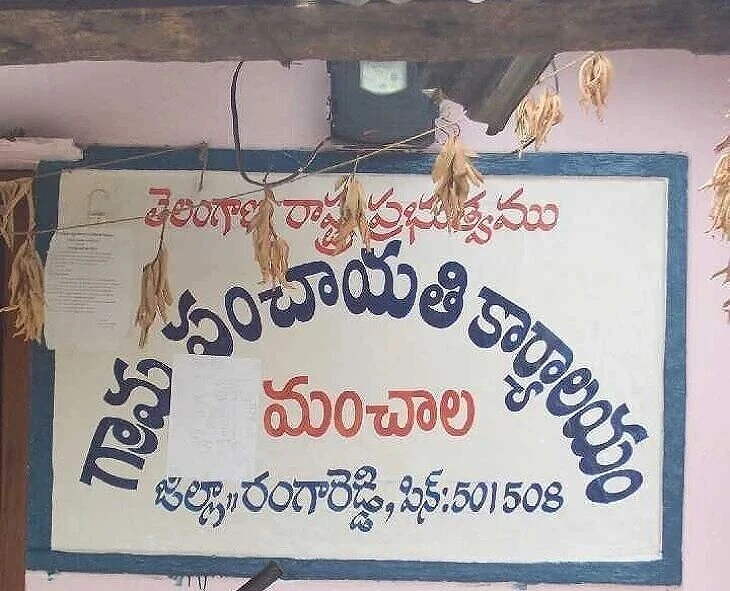 తెలంగాణ రాష్ట్ర ప్రభుత్వము
గ్రామ పంచాయతి కార్యాలయం
మంచాల
జిల్లా॥ రంగారెడ్డి, పిన్:501508